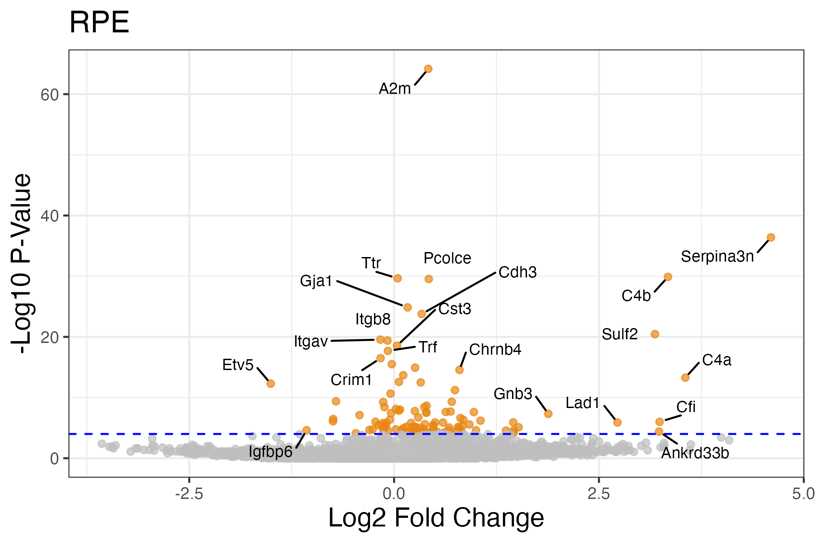 RPE
A2m
60
Serpina3n
Pcolce
Ttr
Cdh3
Gja1
C4b
40
Cst3
Itgb8
Sulf2
Itgav
Trf
20
Chrnb4
C4a
Etv5
Crim1
Gnb3
Lad1
Cfi
Igfbp6
Ankrd33b
0
-2.5
0.0
2.5
5.0
-Log10 P-Value
Log2 Fold Change